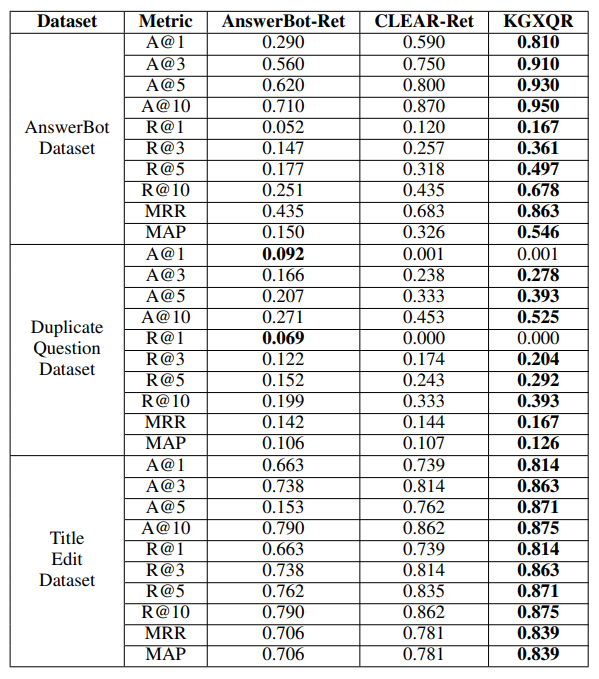 Dataset Metric AnswerBot-Ret CLEAR-Ret KGXQR
AnswerBot Dataset
A@1 0.290 0.590 0.810
A@3 0.560 0.750 0.910
A@5 0.620 0.800 0.930
A@10 0.710 0.870 0.950
R@1 0.052 0.120 0.167
R@3 0.147 0.257 0.361
R@5 0.177 0.318 0.497
R@10 0.251 0.435 0.678
MRR 0.435 0.683 0.863
MAP 0.150 0.326 0.546
Duplicate Question Dataset
A@1 0.092 0.001 0.001
A@3 0.166 0.238 0.278
A@5 0.207 0.333 0.393
A@10 0.271 0.453 0.525
R@1 0.069 0.000 0.000
R@3 0.122 0.174 0.204
R@5 0.152 0.243 0.292
R@10 0.199 0.333 0.393
MRR 0.142 0.144 0.167
MAP 0.106 0.107 0.126
Title Edit Dataset
A@1 0.663 0.739 0.814
A@3 0.738 0.814 0.863
A@5 0.153 0.762 0.871
A@10 0.790 0.862 0.875
R@1 0.663 0.739 0.814
R@3 0.738 0.814 0.863
R@5 0.762 0.835 0.871
R@10 0.790 0.862 0.875
MRR 0.706 0.781 0.839
MAP 0.706 0.781 0.839